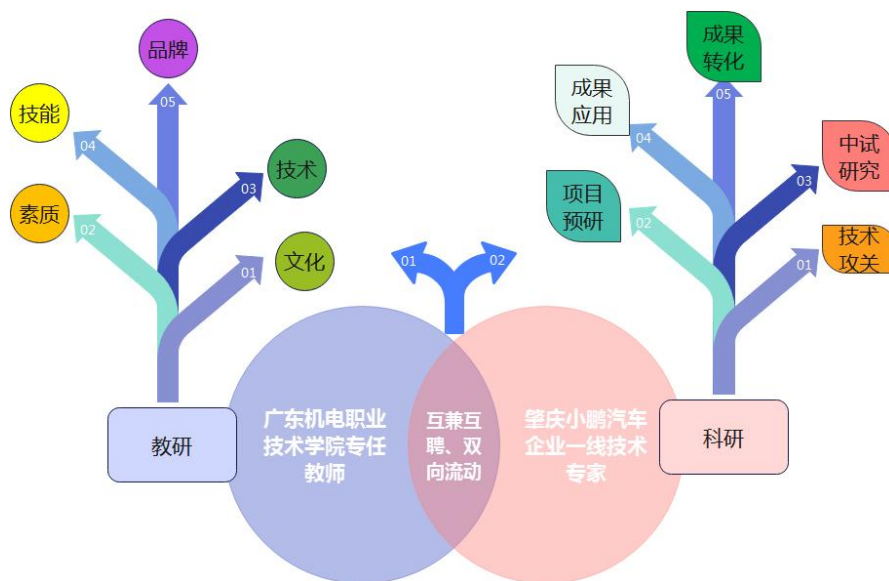 品牌
05
技能
04
技术
03
素质
02
文化
01
教研
成果
转化
05
成果
应用
04
中试
研究
03
项目
预研
02
技术
攻关
01
科研
01
02
广东机电职业
技术学院专任
教师
互兼互
聘、双
向流动
肇庆小鹏汽车
企业一线技术
专家